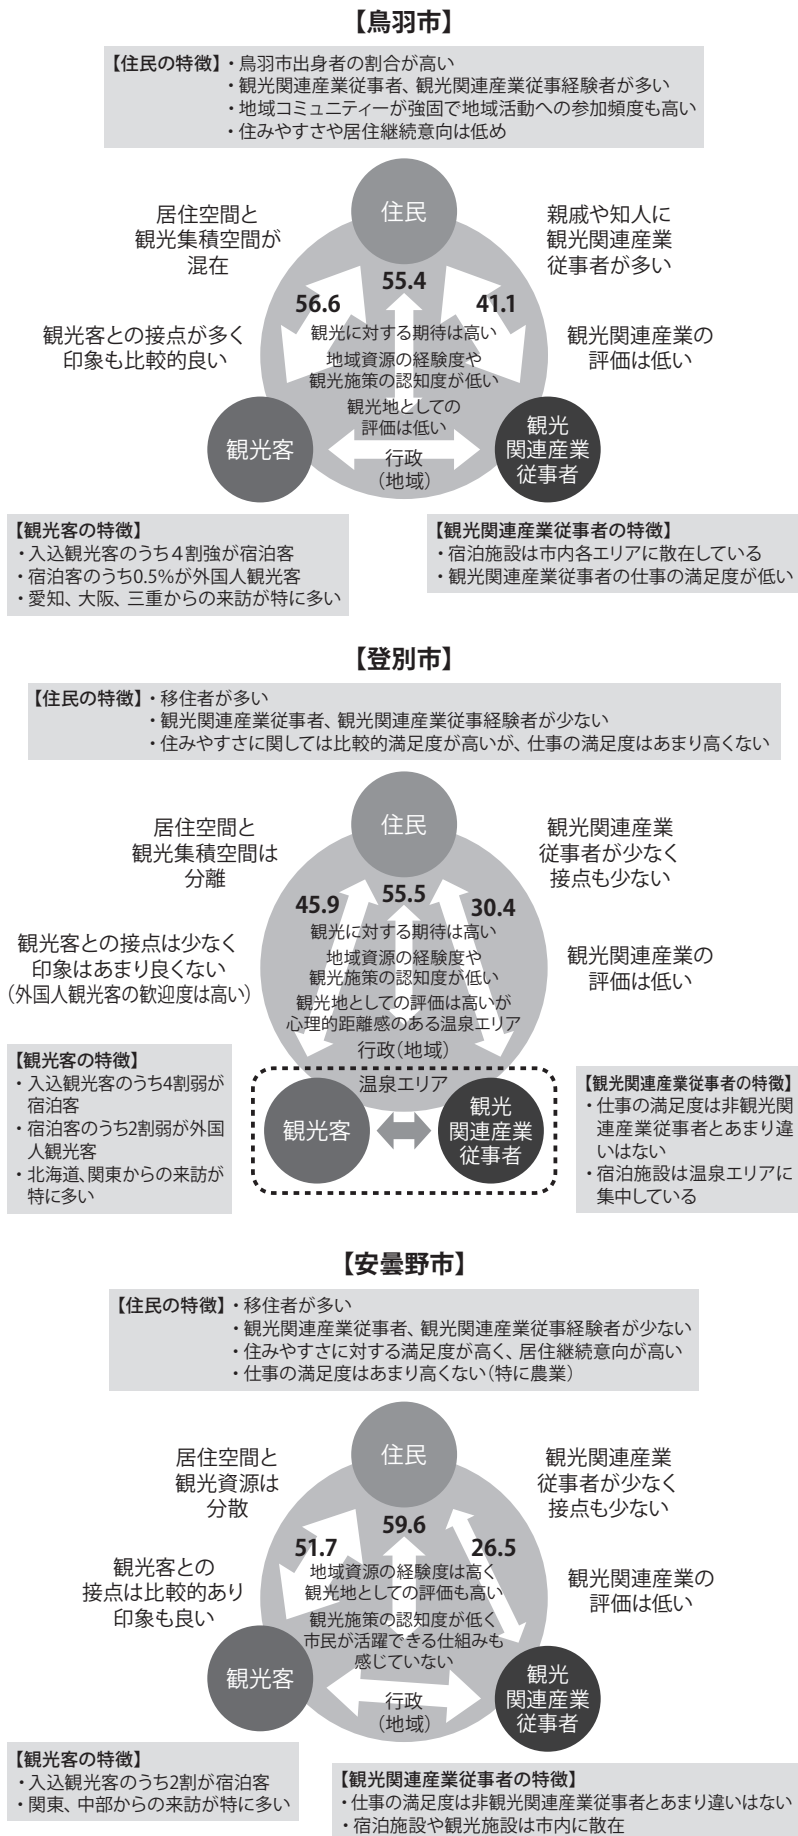 【鳥羽市】
【住民の特徴】・鳥羽市出身者の割合が高い
・観光関連産業従事者、観光関連産業従事経験者が多い
・地域コミュニティーが強固で地域活動への参加頻度も高い
・住みやすさや居住継続意向は低め
住民
居住空間と
観光集積空間が
混在
親戚や知人に
観光関連産業
従事者が多い
55.4
56.6
41.1
観光客との接点が多く
印象も比較的良い
観光に対する期待は高い
地域資源の経験度や
観光施策の認知度が低い
観光地としての
評価は低い
観光関連産業の
評価は低い
観光客
行政
(地域)
観光
関連産業
従事者
【観光客の特徴】
・入込観光客のうち４割強が宿泊客
・宿泊客のうち0.5%が外国人観光客
・愛知、大阪、三重からの来訪が特に多い
【観光関連産業従事者の特徴】
・宿泊施設は市内各エリアに散在している
・観光関連産業従事者の仕事の満足度が低い
【登別市】
【住民の特徴】・移住者が多い
・観光関連産業従事者、観光関連産業従事経験者が少ない
・住みやすさに関しては比較的満足度が高いが、仕事の満足度はあまり高くない
住民
居住空間と
観光集積空間は
分離
観光関連産業
従事者が少なく
接点も少ない
55.5
45.9
30.4
観光客との接点は少なく
印象はあまり良くない
(外国人観光客の歓迎度は高い)
観光に対する期待は高い
地域資源の経験度や
観光施策の認知度が低い
観光地としての評価は高いが
心理的距離感のある温泉エリア
行政(地域)
観光関連産業の
評価は低い
【観光客の特徴】
・入込観光客のうち4割弱が
宿泊客
・宿泊客のうち2割弱が外国
人観光客
・北海道、関東からの来訪が
特に多い
温泉エリア
観光客
観光
関連産業
従事者
【観光関連産業従事者の特徴】
・仕事の満足度は非観光関
連産業従事者とあまり違
いはない
・宿泊施設は温泉エリアに
集中している
【安曇野市】
【住民の特徴】・移住者が多い
・観光関連産業従事者、観光関連産業従事経験者が少ない
・住みやすさに対する満足度が高く、居住継続意向が高い
・仕事の満足度はあまり高くない(特に農業)
住民
居住空間と
観光資源は
分散
観光関連産業
従事者が少なく
接点も少ない
59.6
51.7
26.5
観光客との
接点は比較的あり
印象も良い
地域資源の経験度は高く
観光地としての評価も高い
観光施策の認知度が低く
市民が活躍できる仕組みも
感じていない
観光関連産業の
評価は低い
観光客
行政
(地域)
観光
関連産業
従事者
【観光客の特徴】
・入込観光客のうち2割が宿泊客
・関東、中部からの来訪が特に多い
【観光関連産業従事者の特徴】
・仕事の満足度は非観光関連産業従事者とあまり違いはない
・宿泊施設や観光施設は市内に散在